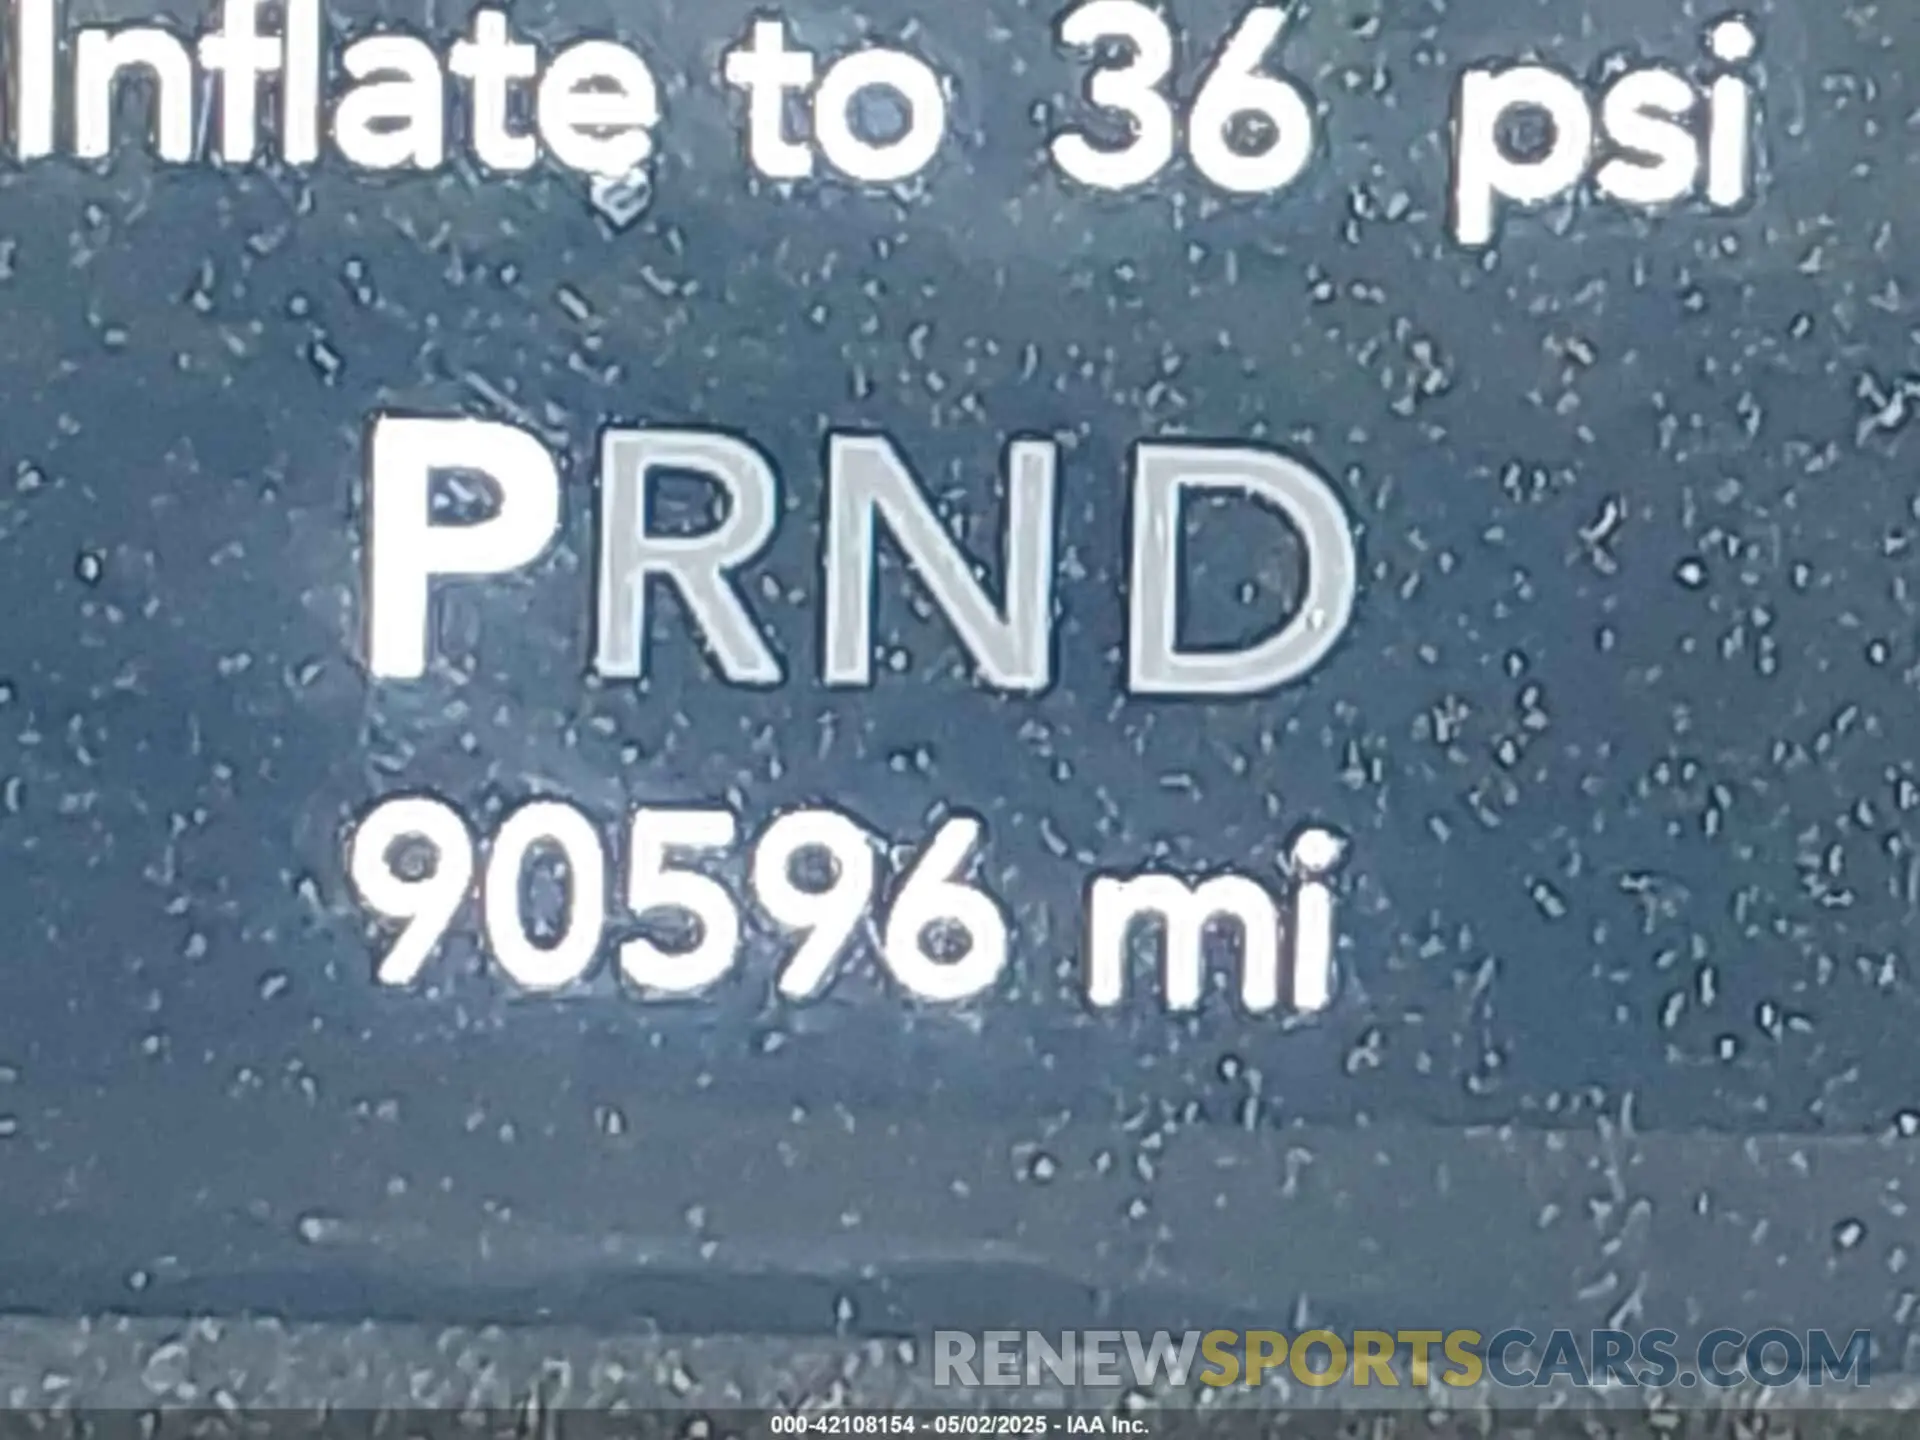 Inflate to 36 psi
PRND
90596 mi
RENEWSPORTSCARS.COM
000-42108154 - 05/02/2025 - IAA Inc.